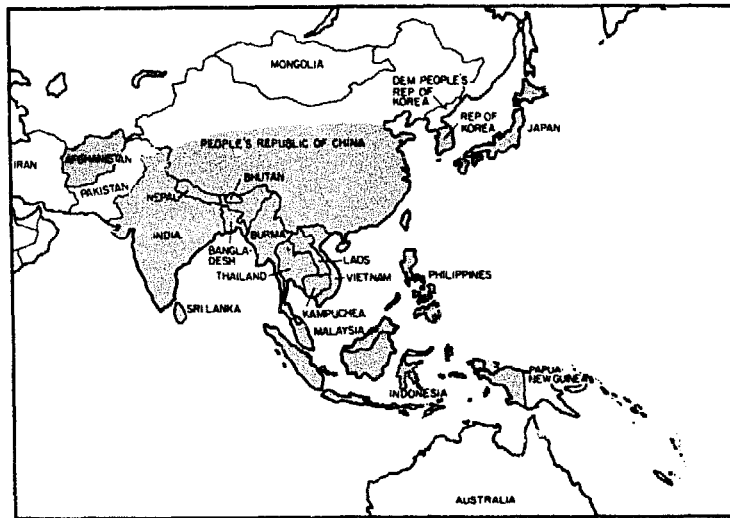 MONGOLIA
DEM PEOPLE'S
REP OF
KOREA
REP OF
KOREA
JAPAN
PEOPLE'S REPUBLIC OF CHINA
IRAN
AFGHANISTAN
PAKISTAN
BHUTAN
NEPAL
INDIA
BURMA
BANGLA-
DESH
LAOS
THAILAND
VIETNAM
PHILIPPINES
SRI LANKA
KAMPUCHEA
MALAYSIA
PAPUA
NEW GUINEA
INDONESIA
AUSTRALIA